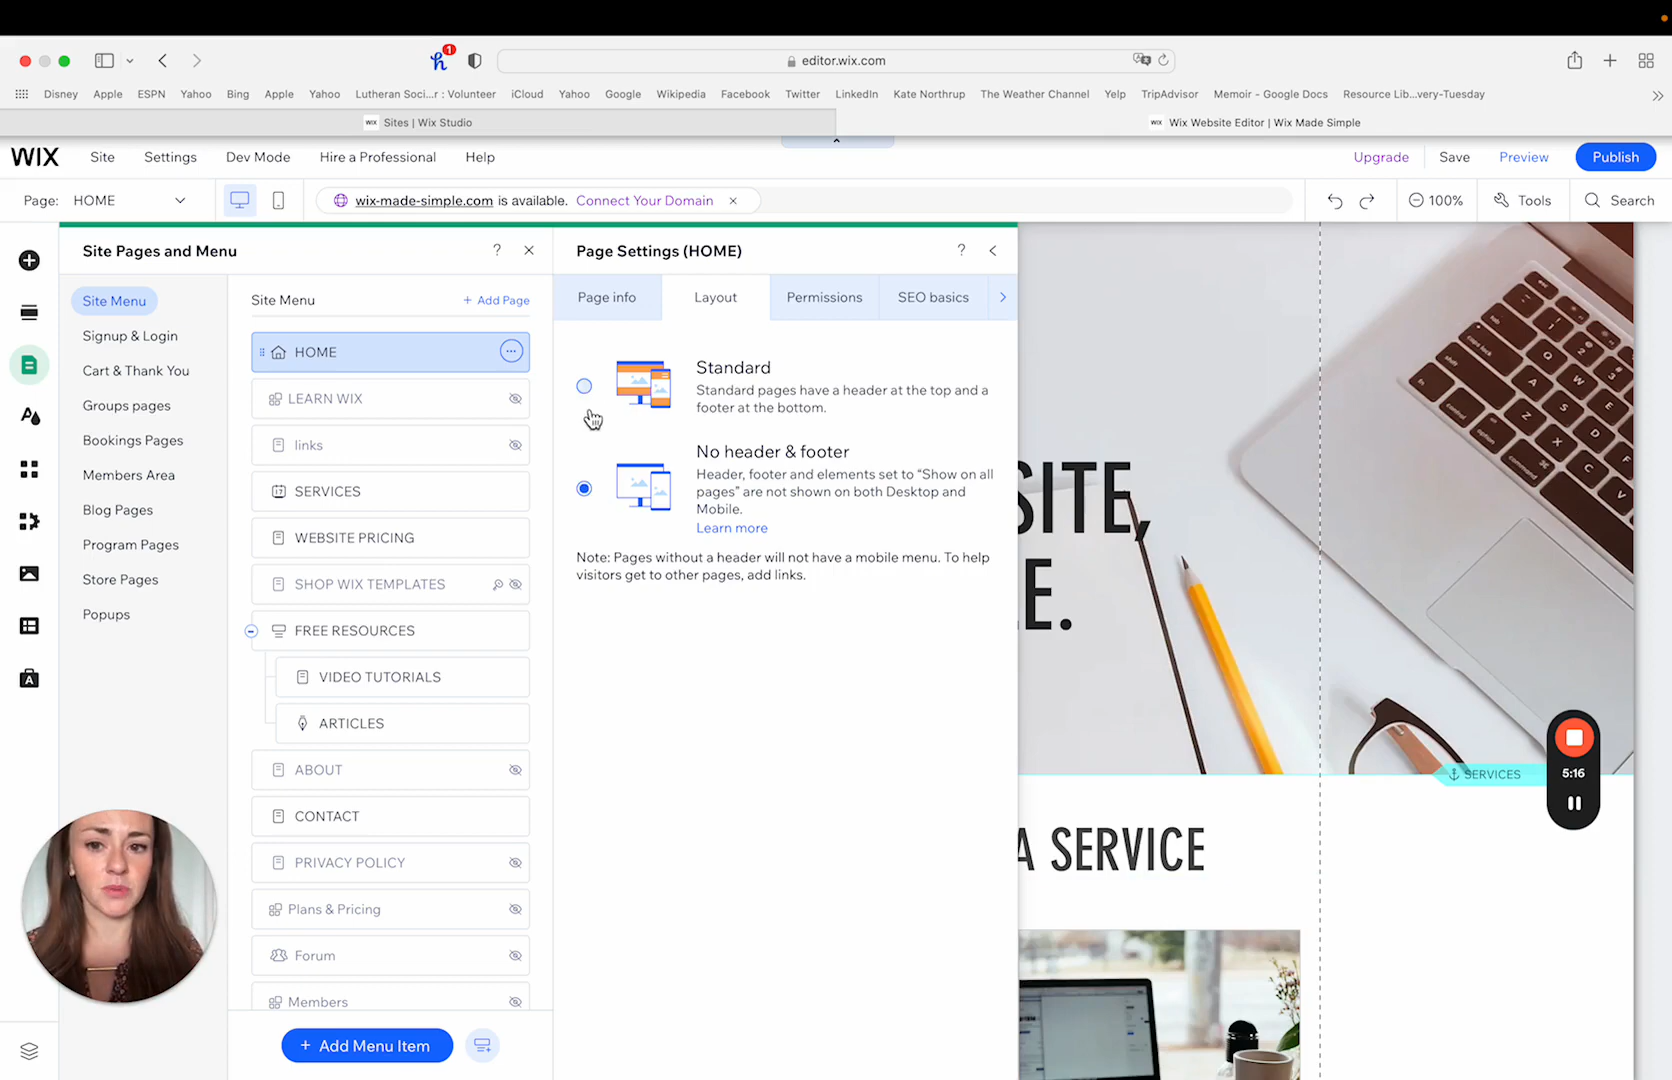 1
editor.wix.com
Disney Apple ESPN Yahoo Bing Apple Yahoo Lutheran Soci...r : Volunteer iCloud Yahoo Google Wikipedia Facebook Twitter LinkedIn Kate Northrup The Weather Channel Yelp TripAdvisor Memoir - Google Docs Resource Lib...very-Tuesday
WIX Sites | Wix Studio
WIX Wix Website Editor | Wix Made Simple
WIX Site Settings Dev Mode Hire a Professional Help Upgrade Save Preview Publish
Page: HOME wix-made-simple.com is available. Connect Your Domain 100% Tools Search
Site Pages and Menu ?
Page Settings (HOME) ?
Site Menu
Signup & Login
Cart & Thank You
Groups pages
Bookings Pages
Members Area
Blog Pages
Program Pages
Store Pages
Popups
Site Menu + Add Page
HOME
LEARN WIX
links
SERVICES
WEBSITE PRICING
SHOP WIX TEMPLATES
FREE RESOURCES
VIDEO TUTORIALS
ARTICLES
ABOUT
CONTACT
PRIVACY POLICY
Plans & Pricing
Forum
Members
+ Add Menu Item
Page info Layout Permissions SEO basics
Standard
Standard pages have a header at the top and a
footer at the bottom.
No header & footer
Header, footer and elements set to “Show on all
pages” are not shown on both Desktop and
Mobile.
Learn more
Note: Pages without a header will not have a mobile menu. To help
visitors get to other pages, add links.
SITE,
E.
SERVICES
5:16
A SERVICE